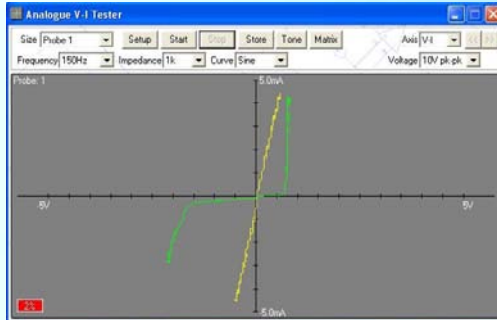 Analogue V-I Tester
Size Probe 1 Setup Start Stop Store Tone Matrix Axis V-I << >>
Frequency 150Hz Impedance 1k Curve Sine Voltage 10V pk-pk
Probe: 1
5.0mA
-5V
5V
-5.0mA
2%